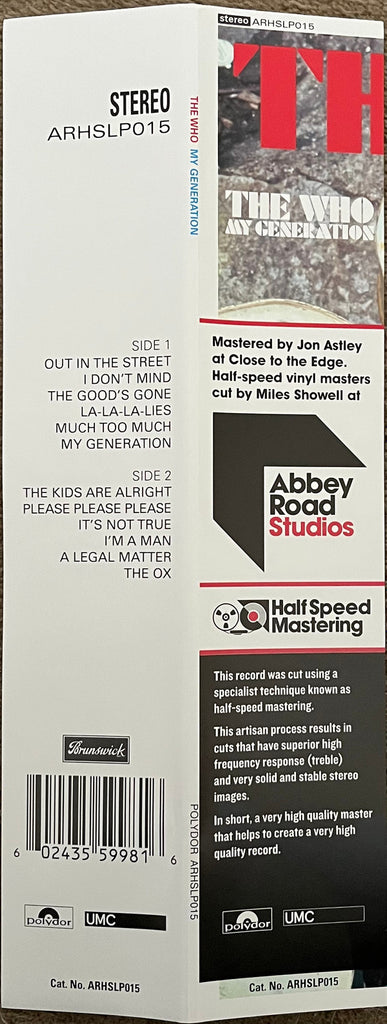 STEREO
ARHSLP015
SIDE 1
OUT IN THE STREET
I DON'T MIND
THE GOOD'S GONE
LA-LA-LA-LIES
MUCH TOO MUCH
MY GENERATION
SIDE 2
THE KIDS ARE ALRIGHT
PLEASE PLEASE PLEASE
IT'S NOT TRUE
I'M A MAN
A LEGAL MATTER
THE OX
Brunswick
6 02435 59981 6
polydor UMC
Cat. No. ARHSLP015
THE WHO MY GENERATION
POLYDOR ARHSLP015
stereo ARHSLP015
TH
THE WHO
MY GENERATION
Mastered by Jon Astley
at Close to the Edge.
Half-speed vinyl masters
cut by Miles Showell at
Abbey
Road
Studios
Half Speed
Mastering
This record was cut using a
specialist technique known as
half-speed mastering.
This artisan process results in
cuts that have superior high
frequency response (treble)
and very solid and stable stereo
images.
In short, a very high quality master
that helps to create a very high
quality record.
polydor UMC
Cat. No. ARHSLP015